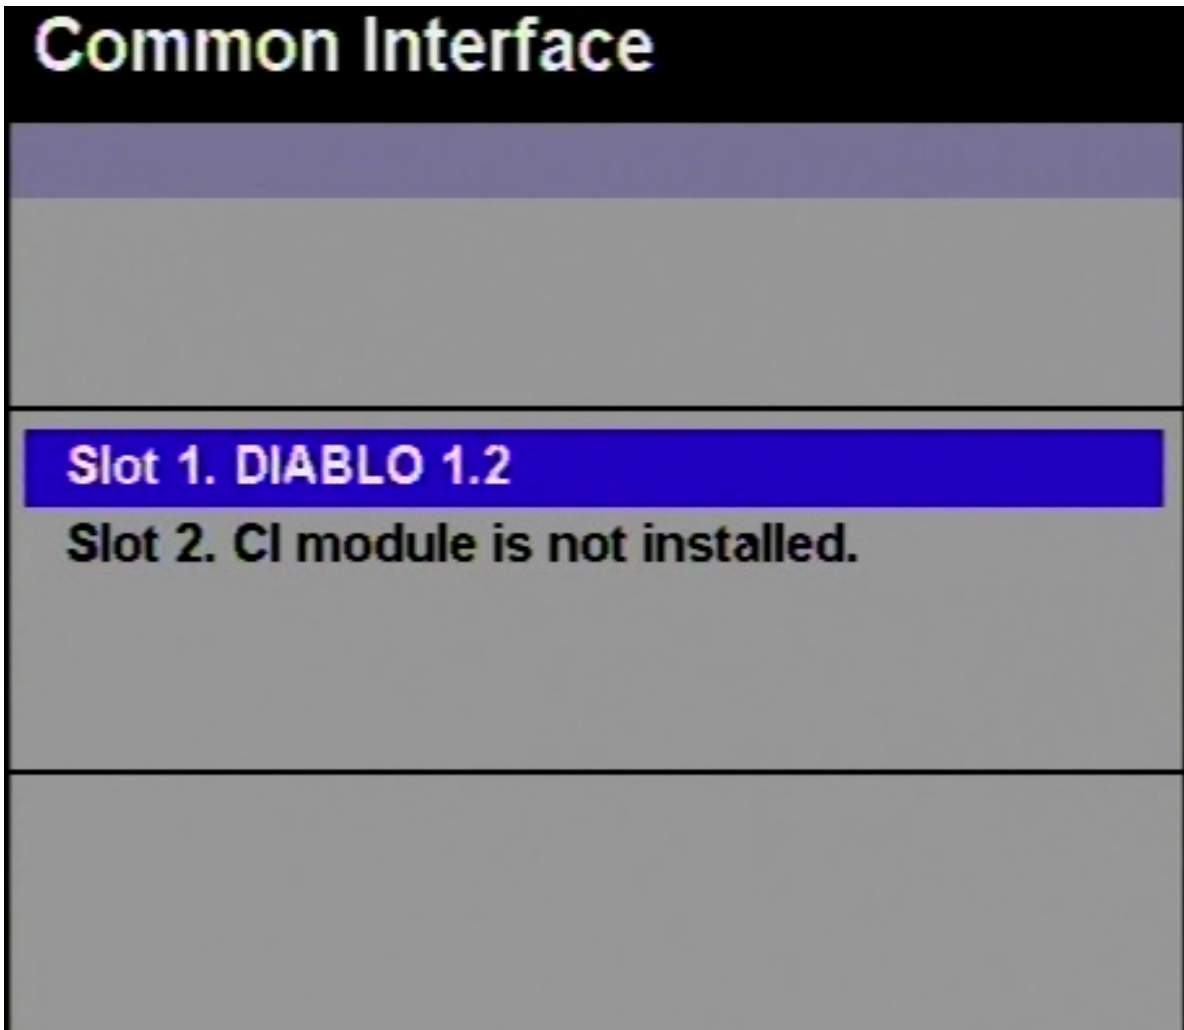 Common Interface
Slot 1. DIABLO 1.2
Slot 2. CI module is not installed.